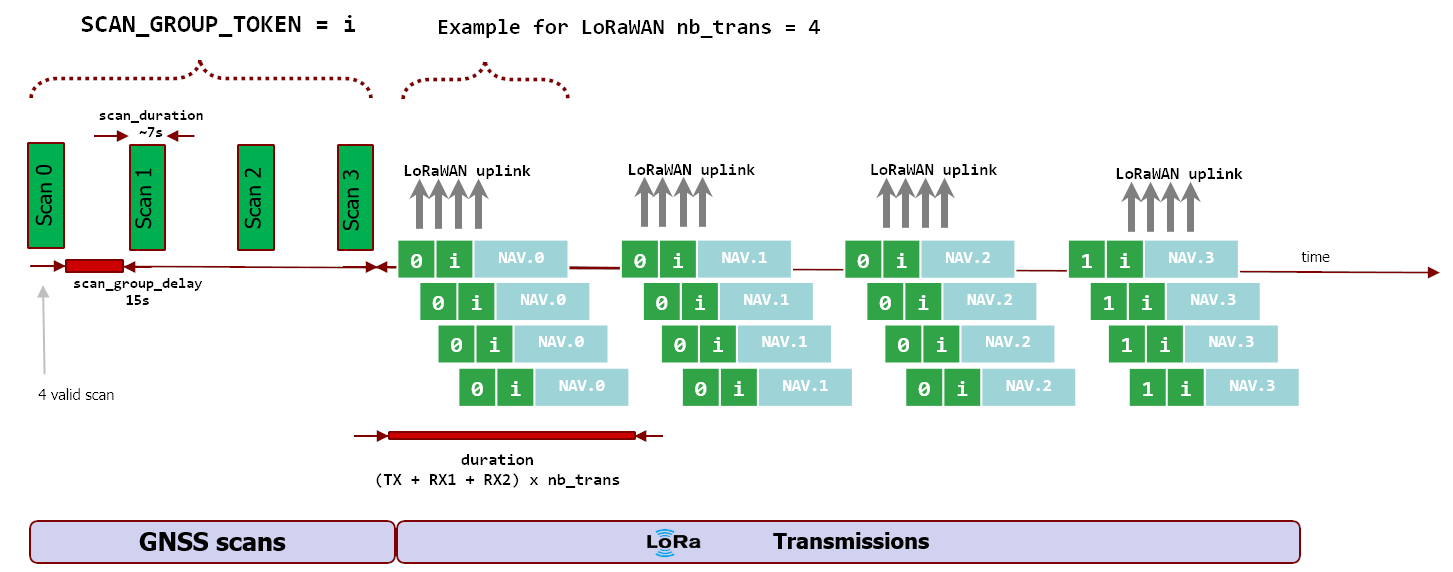 SCAN_GROUP_TOKEN = i
Example for LoRaWAN nb_trans = 4
scan_duration
~7s
Scan 0
Scan 1
Scan 2
Scan 3
LoRaWAN uplink
LoRaWAN uplink
LoRaWAN uplink
LoRaWAN uplink
0 i NAV.0
0 i NAV.1
0 i NAV.2
1 i NAV.3
time
scan_group_delay
15s
0 i NAV.0
0 i NAV.1
0 i NAV.2
1 i NAV.3
0 i NAV.0
0 i NAV.1
0 i NAV.2
1 i NAV.3
0 i NAV.0
0 i NAV.1
0 i NAV.2
1 i NAV.3
4 valid scan
duration
(TX + RX1 + RX2) x nb_trans
GNSS scans
LoRa Transmissions